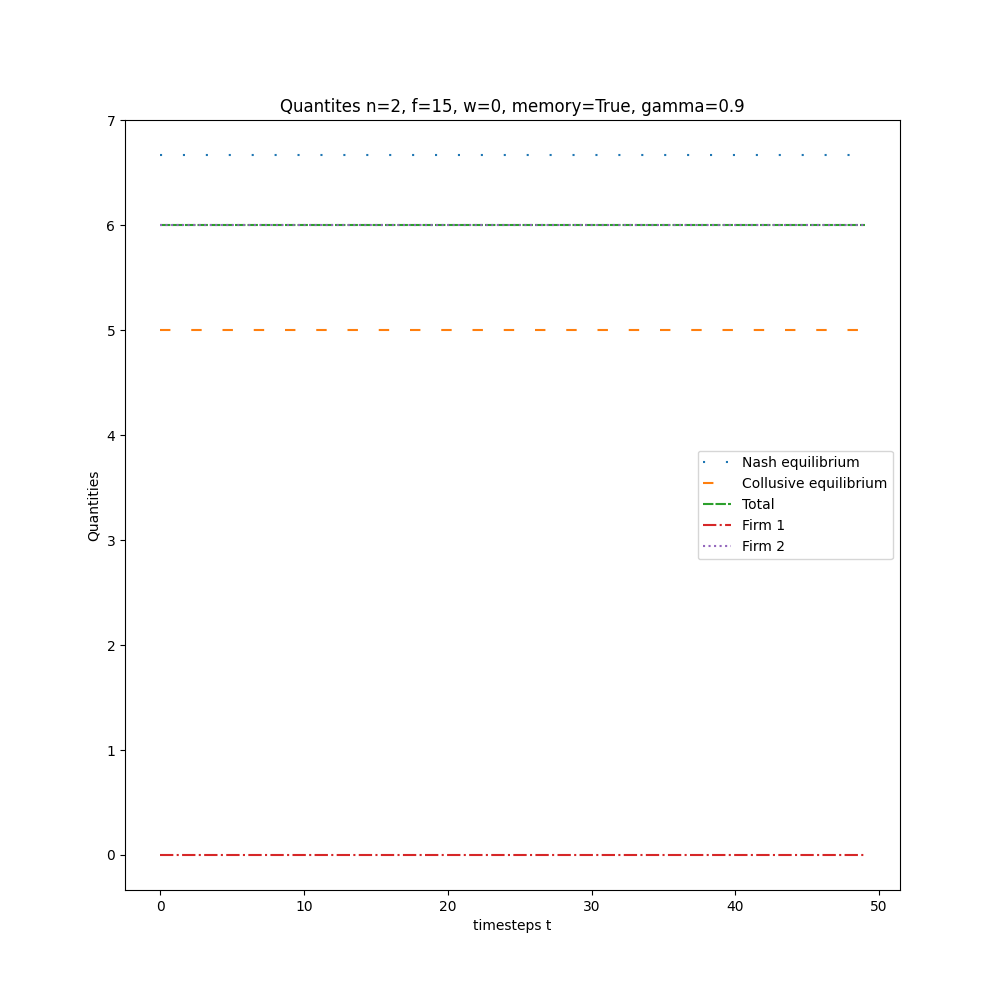 Quantites n=2, f=15, w=0, memory=True, gamma=0.9
7
6
5
4
3
2
1
0
Quantities
Nash equilibrium
Collusive equilibrium
Total
Firm 1
Firm 2
0 10 20 30 40 50
timesteps t